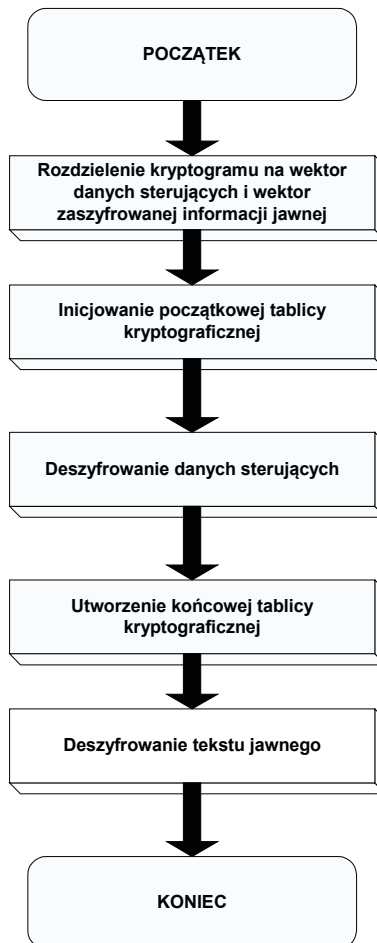 POCZĄTEK
Rozdzielenie kryptogramu na wektor
danych sterujących i wektor
zaszyfrowanej informacji jawnej
Inicjowanie początkowej tablicy
kryptograficznej
Deszyfrowanie danych sterujących
Utworzenie końcowej tablicy
kryptograficznej
Deszyfrowanie tekstu jawnego
KONIEC